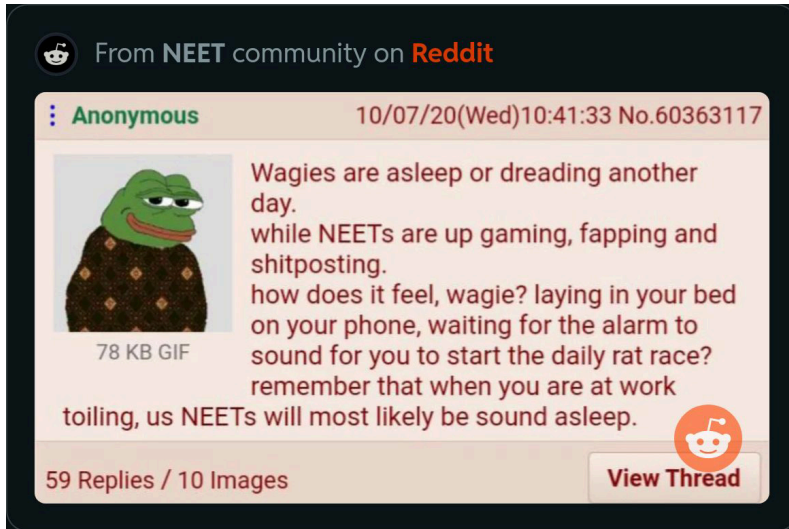 From NEET community on Reddit
Anonymous 10/07/20(Wed)10:41:33 No.60363117
Wagies are asleep or dreading another
day.
while NEETs are up gaming, fapping and
shitposting.
how does it feel, wagie? laying in your bed
on your phone, waiting for the alarm to
sound for you to start the daily rat race?
remember that when you are at work
toiling, us NEETs will most likely be sound asleep.
78 KB GIF
59 Replies / 10 Images
View Thread